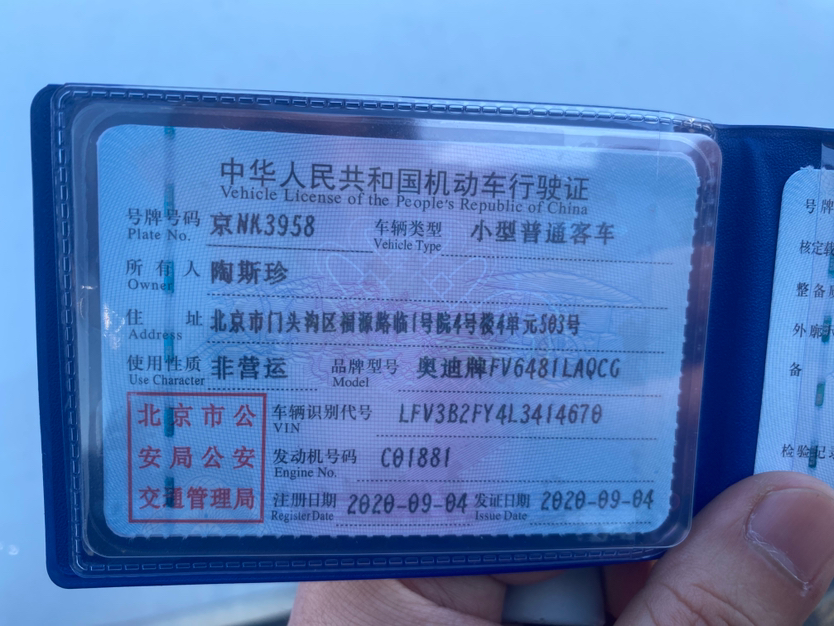 中华人民共和国机动车行驶证
Vehicle License of the People's Republic of China
号牌号码 京NK3958 车辆类型 小型普通客车
Plate No. Vehicle Type
所有人 陶斯珍
Owner
住址 北京市门头沟区福源路临1号院4号楼4单元503号
Address
使用性质 非营运 品牌型号 奥迪牌FV6481LAQCG
Use Character Model
北京市公
安局公安
交通管理局
车辆识别代号 LFV3B2FY4L3414670
VIN
发动机号码 C01881
Engine No.
注册日期 2020-09-04 发证日期 2020-09-04
Register Date Issue Date
号牌
核定载
整备质
外廓
备
检验记录